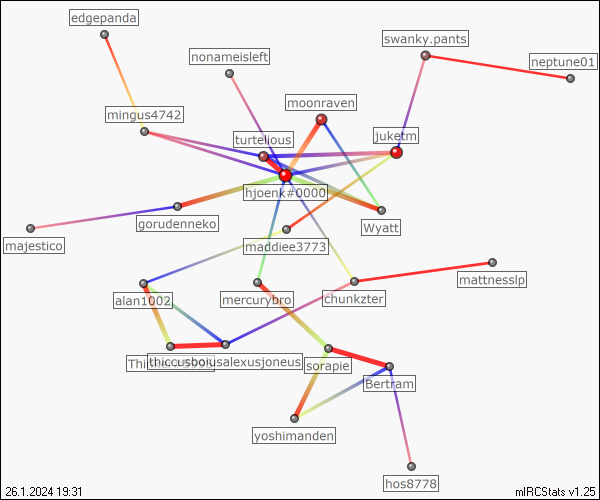 edgepanda
swanky.pants
nonameisleft
neptune01
moonraven
mingus4742
turtelious
juketm
hjoenk#0000
gorudenneko
Wyatt
majestico
maddiee3773
mattnesslp
alan1002
mercurybro
chunkzter
thiccusboiusalexusjoneus
sorapie
Bertram
yoshimanden
hos8778
26.1.2024 19:31
mIRCStats v1.25